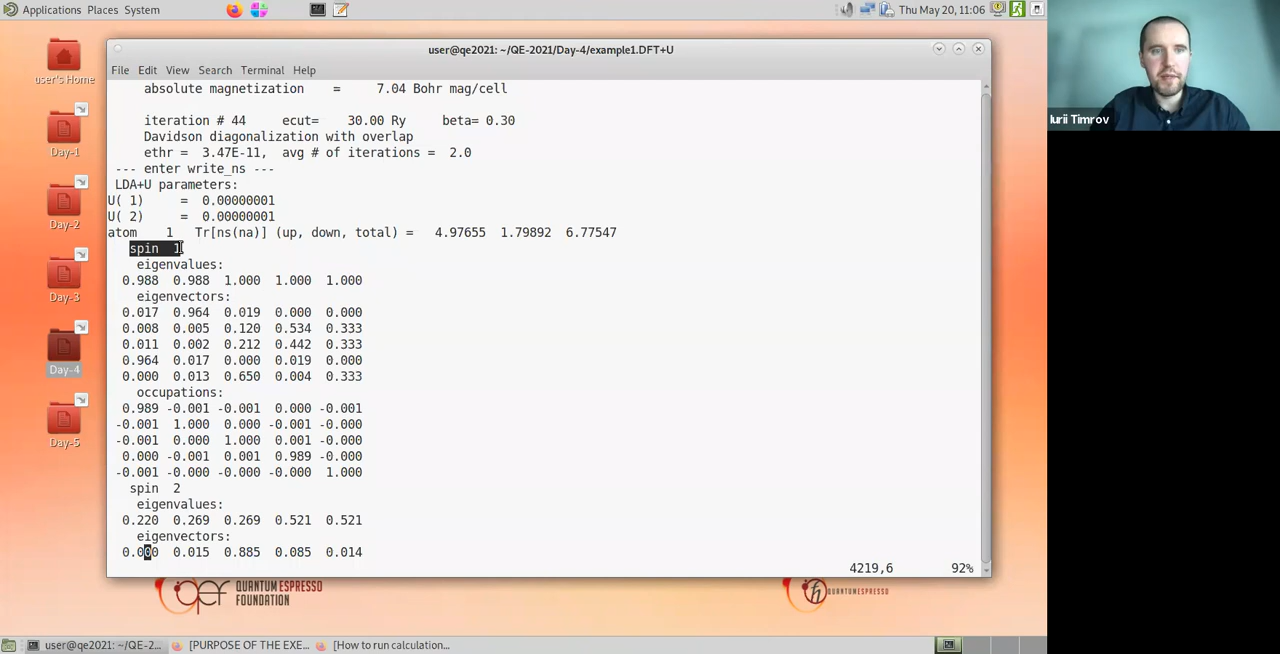 Applications Places System
Thu May 20, 11:06
user's Home
Day-1
Day-2
Day-3
Day-4
Day-5
user@qe2021: ~/QE-2021/Day-4/example1.DFT+U
File Edit View Search Terminal Help
absolute magnetization = 7.04 Bohr mag/cell
iteration # 44 ecut= 30.00 Ry beta= 0.30
Davidson diagonalization with overlap
ethr = 3.47E-11, avg # of iterations = 2.0
--- enter write_ns ---
LDA+U parameters:
U( 1) = 0.00000001
U( 2) = 0.00000001
atom 1 Tr[ns(na)] (up, down, total) = 4.97655 1.79892 6.77547
spin 1
eigenvalues:
0.988 0.988 1.000 1.000 1.000
eigenvectors:
0.017 0.964 0.019 0.000 0.000
0.008 0.005 0.120 0.534 0.333
0.011 0.002 0.212 0.442 0.333
0.964 0.017 0.000 0.019 0.000
0.000 0.013 0.650 0.004 0.333
occupations:
0.989 -0.001 -0.001 0.000 -0.001
-0.001 1.000 0.000 -0.001 -0.000
-0.001 0.000 1.000 0.001 -0.000
0.000 -0.001 0.001 0.989 -0.000
-0.001 -0.000 -0.000 -0.000 1.000
spin 2
eigenvalues:
0.220 0.269 0.269 0.521 0.521
eigenvectors:
0.000 0.015 0.885 0.085 0.014
4219,6 92%
QUANTUM ESPRESSO
FOUNDATION
QUANTUMESPRESSO
user@qe2021: ~/QE-2...
[PURPOSE OF THE EXE...
[How to run calculation...
Iurii Timrov